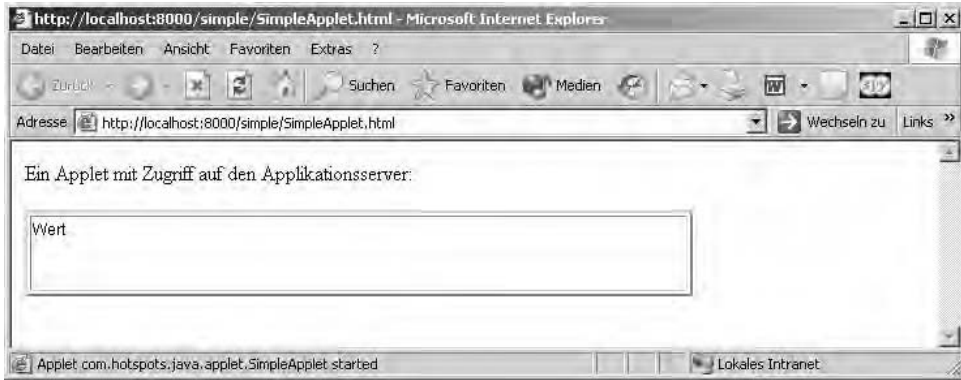 http://localhost:8000/simple/SimpleApplet.html - Microsoft Internet Explorer
Datei Bearbeiten Ansicht Favoriten Extras ?
Zurück Suchen Favoriten Medien
Adresse http://localhost:8000/simple/SimpleApplet.html Wechseln zu Links »
Ein Applet mit Zugriff auf den Applikationsserver:
Wert
Applet com.hotspots.java.applet.SimpleApplet started Lokales Intranet